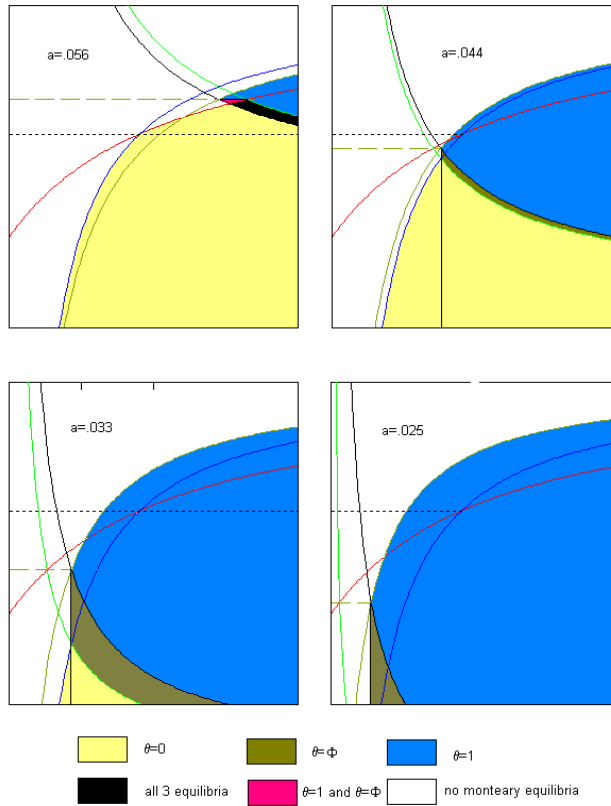 a=.056
a=.044
a=.033
a=.025
θ=0
θ=Φ
θ=1
all 3 equilibria
θ=1 and θ=Φ
no monteary equilibria